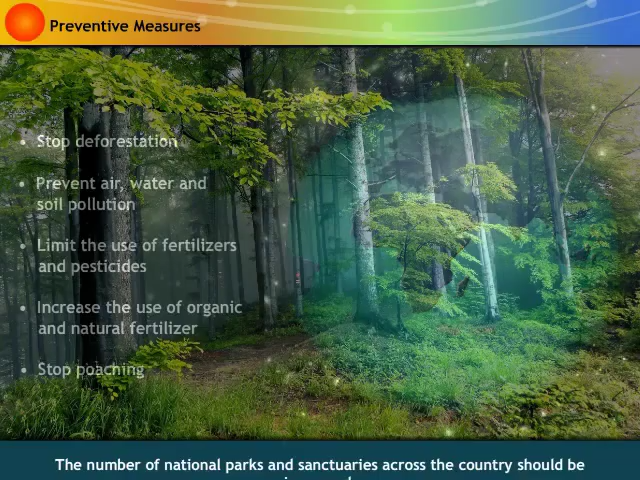 Preventive Measures
• Stop deforestation
• Prevent air, water and
soil pollution
• Limit the use of fertilizers
and pesticides
• Increase the use of organic
and natural fertilizer
• Stop poaching
The number of national parks and sanctuaries across the country should be